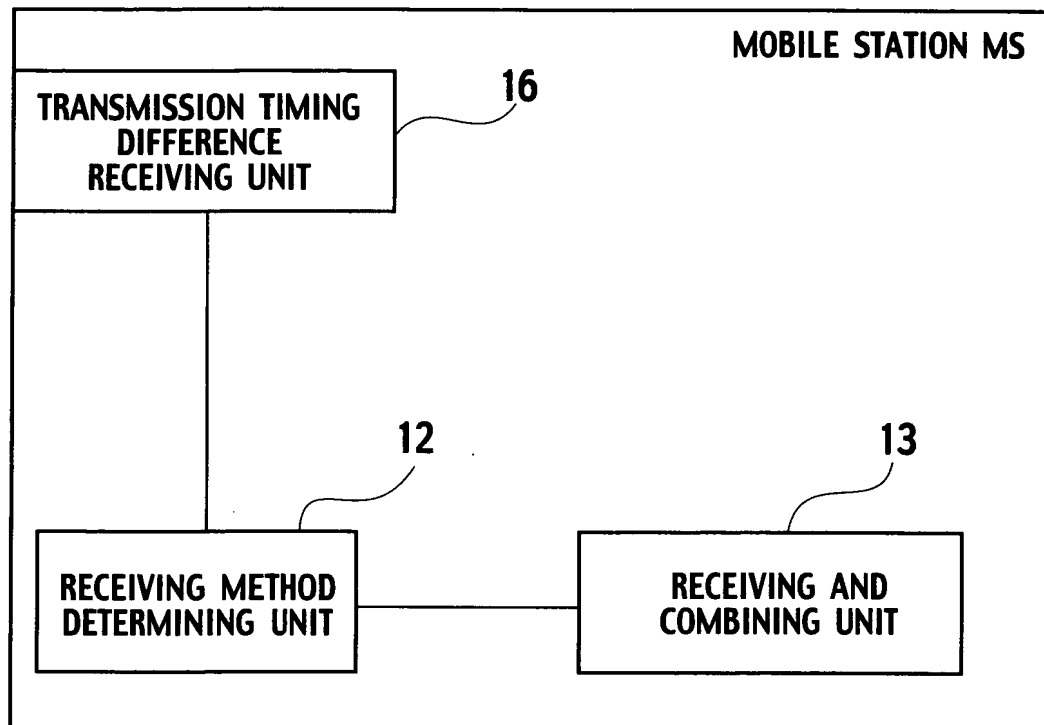 MOBILE STATION MS
TRANSMISSION TIMING
DIFFERENCE
RECEIVING UNIT
16
12
13
RECEIVING METHOD
DETERMINING UNIT
RECEIVING AND
COMBINING UNIT